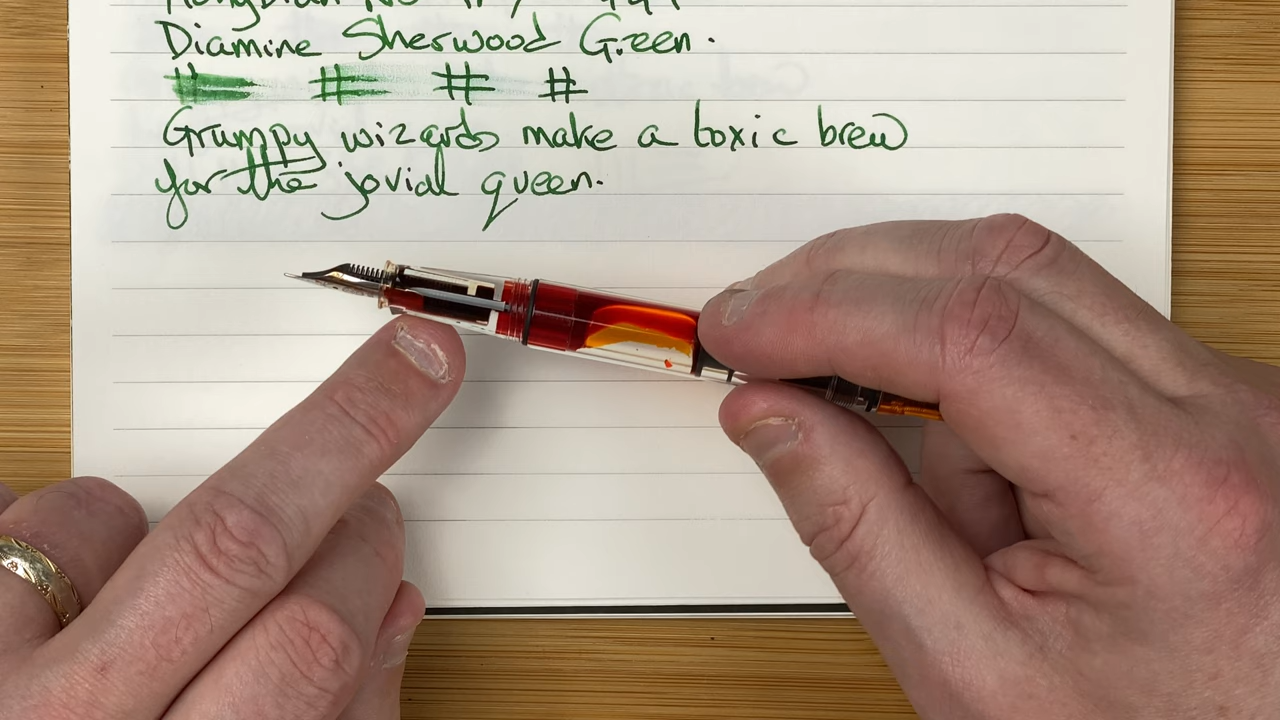 Diamine Sherwood Green.
# # # #
Grumpy wizards make a toxic brew
for the jovial queen.